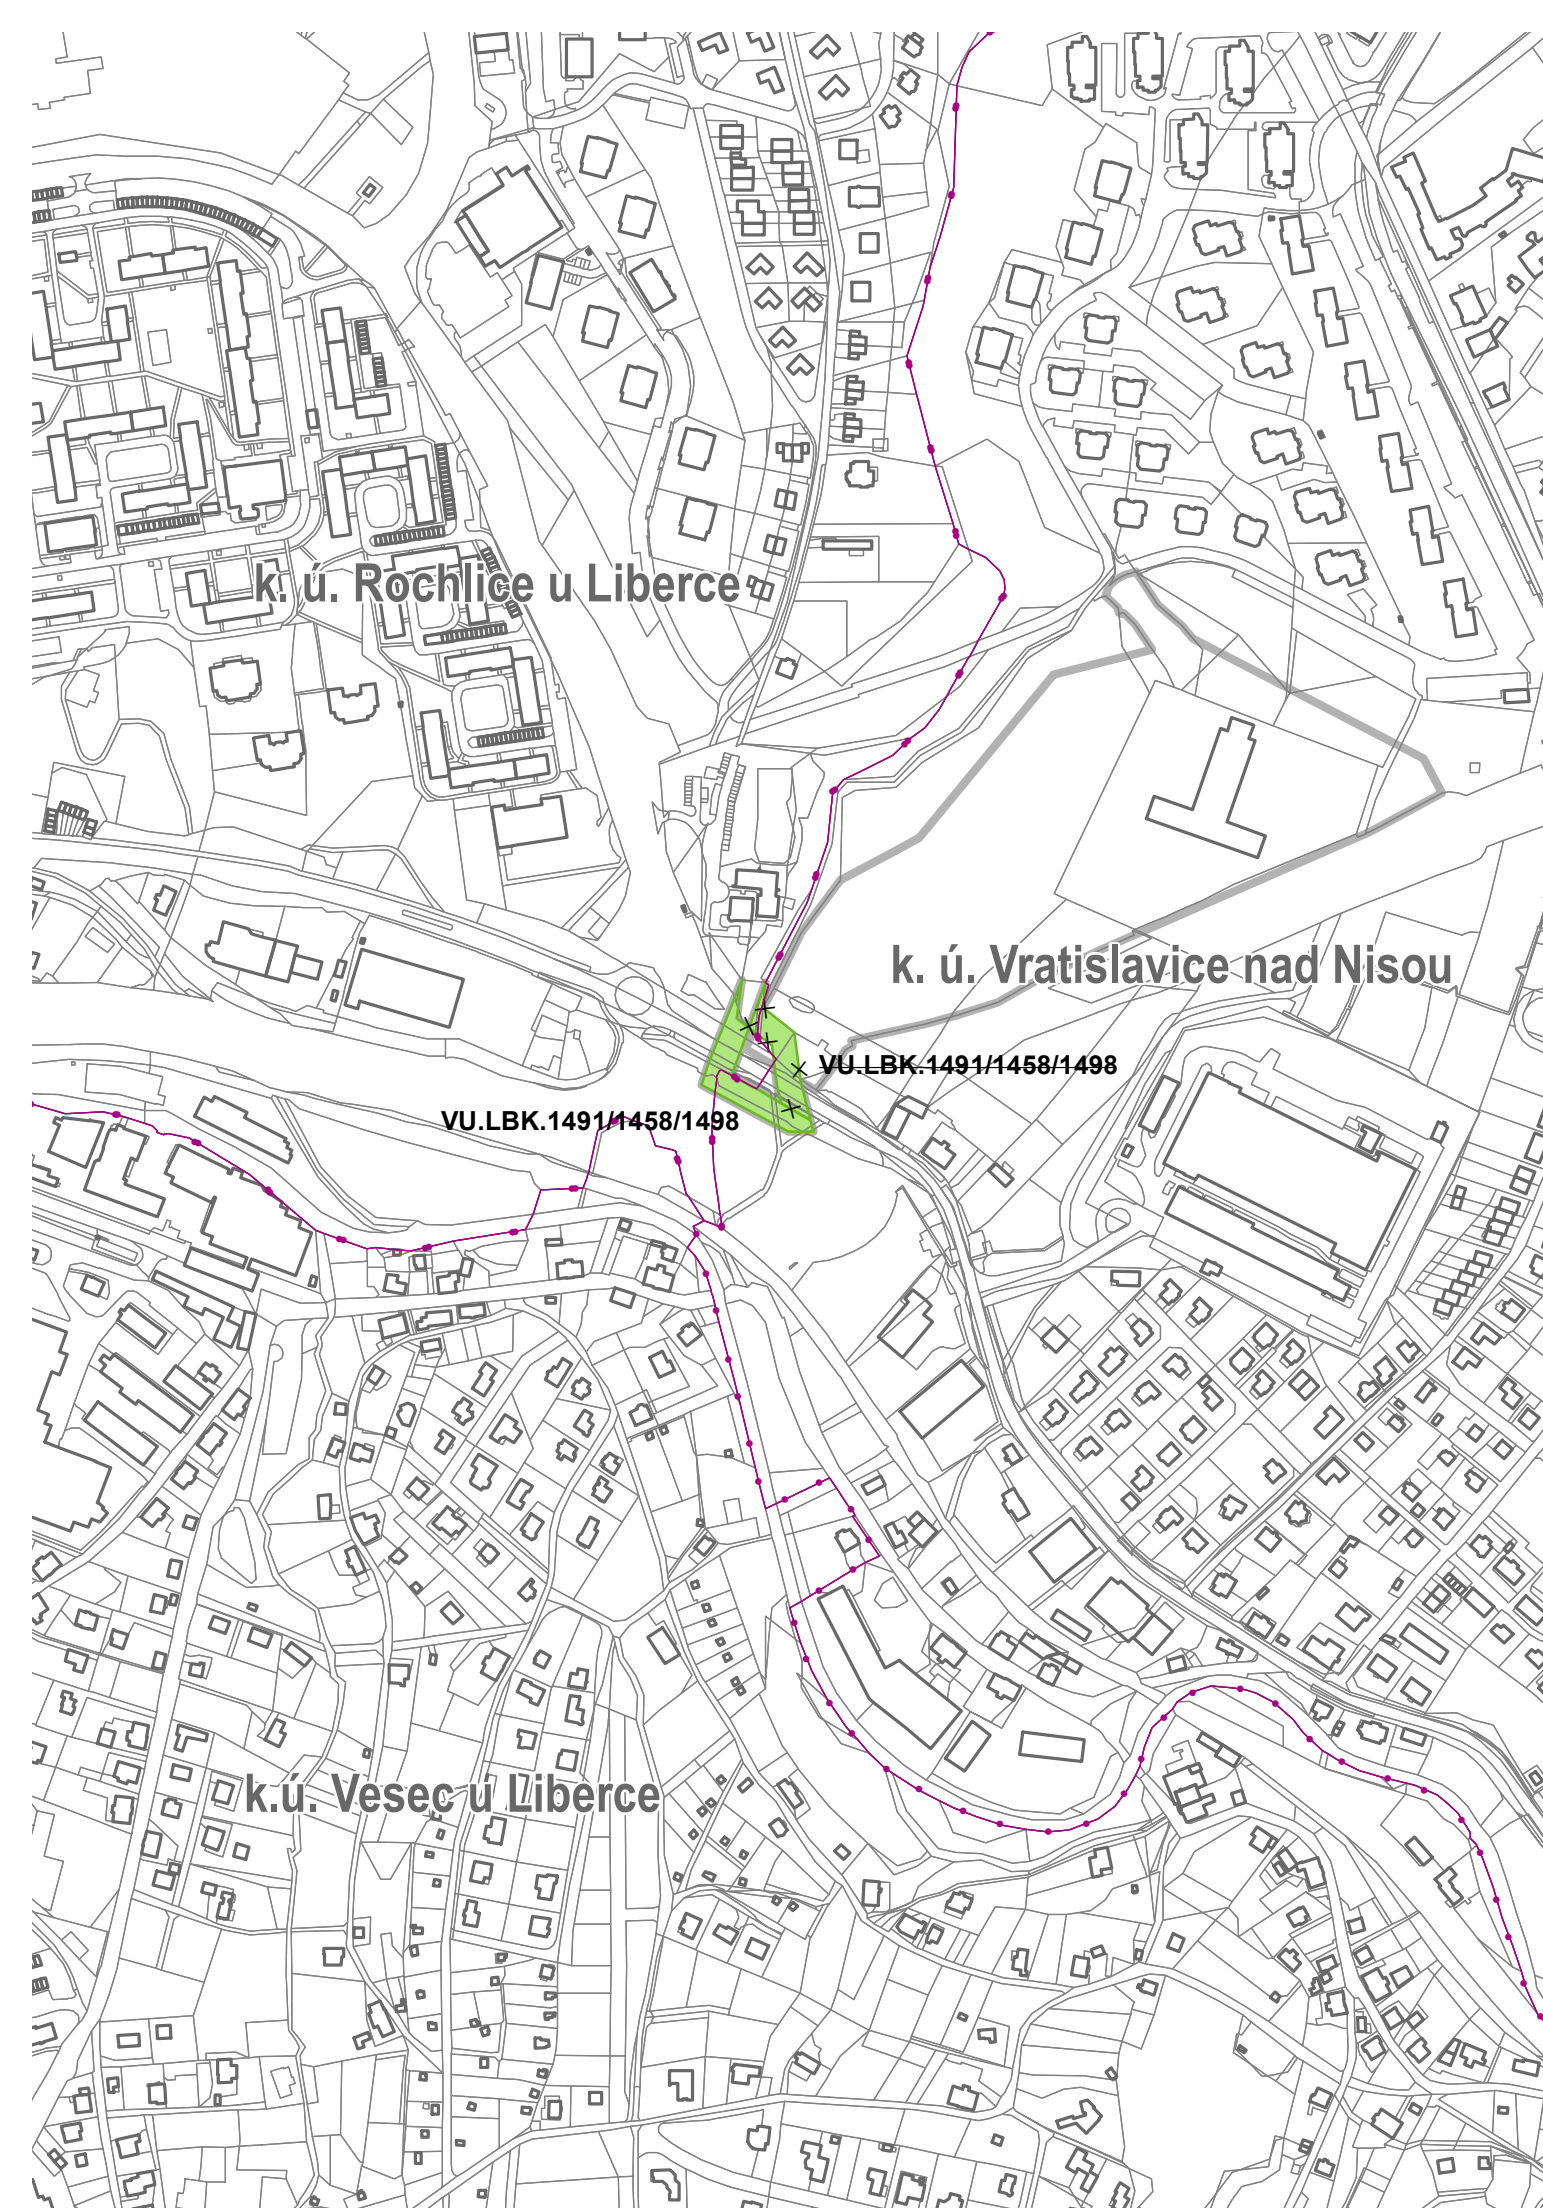 k. ú. Rochlice u Liberce
k. ú. Vratislavice nad Nisou
VU.LBK.1491/1458/1498
VU.LBK.1491/1458/1498
k.ú. Vesec u Liberce